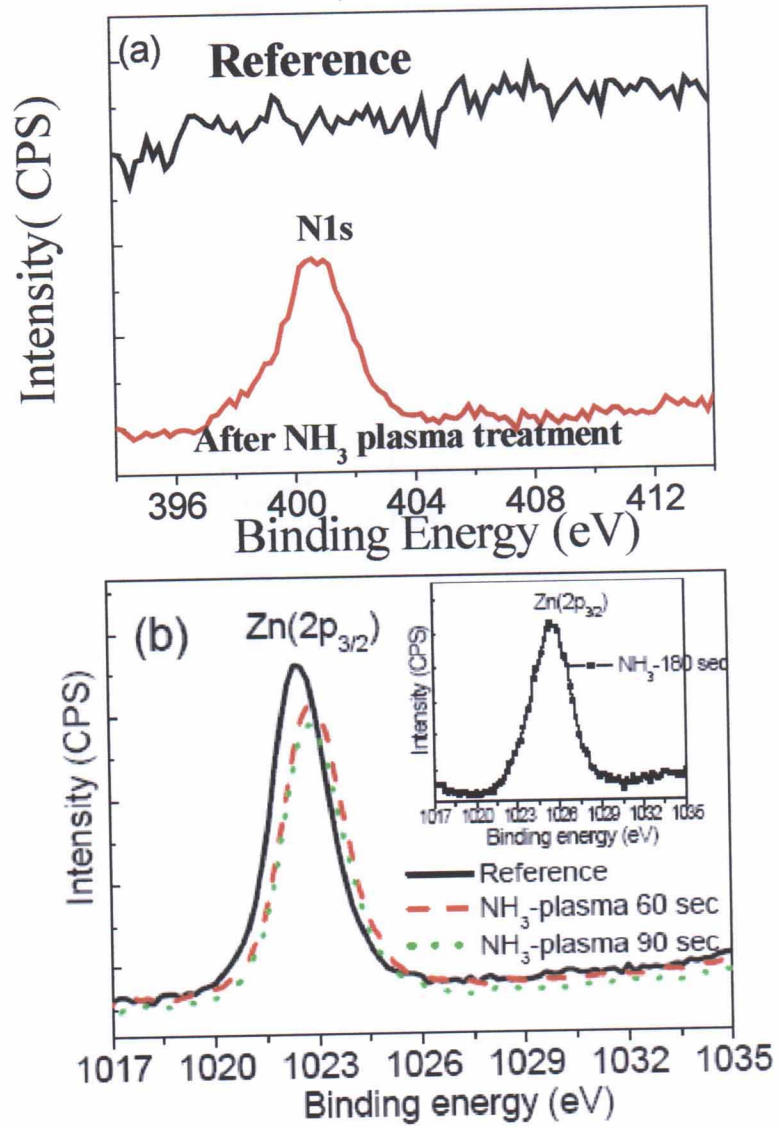 (a)
Reference
Intensity( CPS)
N1s
After NH₃ plasma treatment
396 400 404 408 412
Binding Energy (eV)
(b)
Zn(2p₃/₂)
Intensity (CPS)
Zn(2p₃₂)
NH₃-180 sec
Intensity (CPS)
1017 1020 1023 1026 1029 1032 1035
Binding energy (eV)
Reference
NH₃-plasma 60 sec
NH₃-plasma 90 sec
1017 1020 1023 1026 1029 1032 1035
Binding energy (eV)